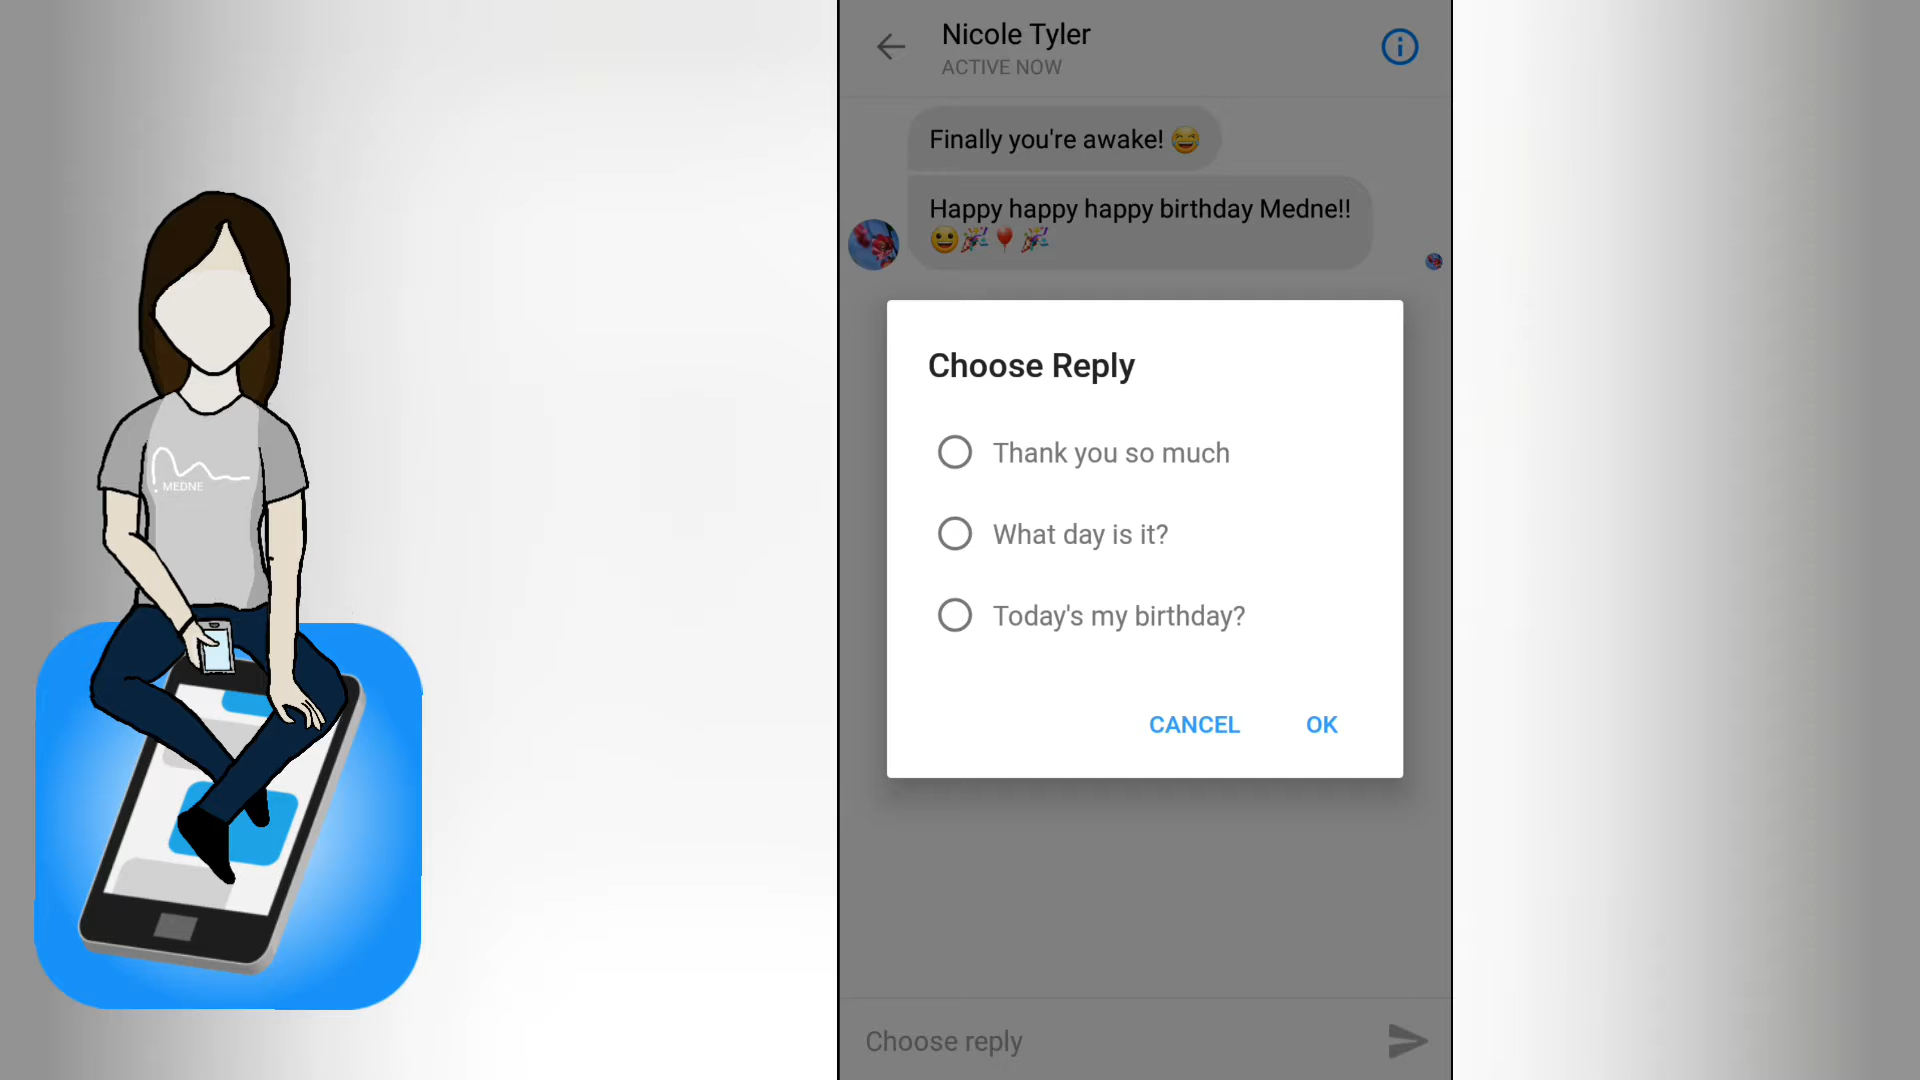 Nicole Tyler
ACTIVE NOW
Finally you're awake! 😅
Happy happy happy birthday Medne!!
😀🎉🎈🎉
Choose Reply
Thank you so much
What day is it?
Today's my birthday?
CANCEL OK
Choose reply
MEDNE